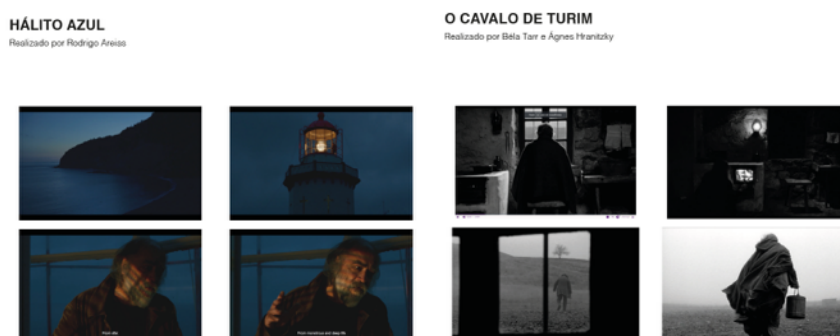 HÁLITO AZUL
Realizado por Rodrigo Areias
O CAVALO DE TURIM
Realizado por Béla Tarr e Ágnes Hranitzky